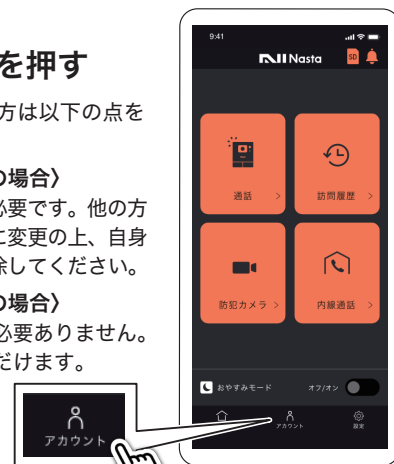 を押す
方は以下の点を
の場合〉
必要です。他の方
に変更の上、自身
除してください。
の場合〉
必要ありません。
だけます。
アカウント
9:41
Nasta
SD
通話
訪問履歴
防犯カメラ
内線通話
おやすみモード
オフ/オン
アカウント
設定